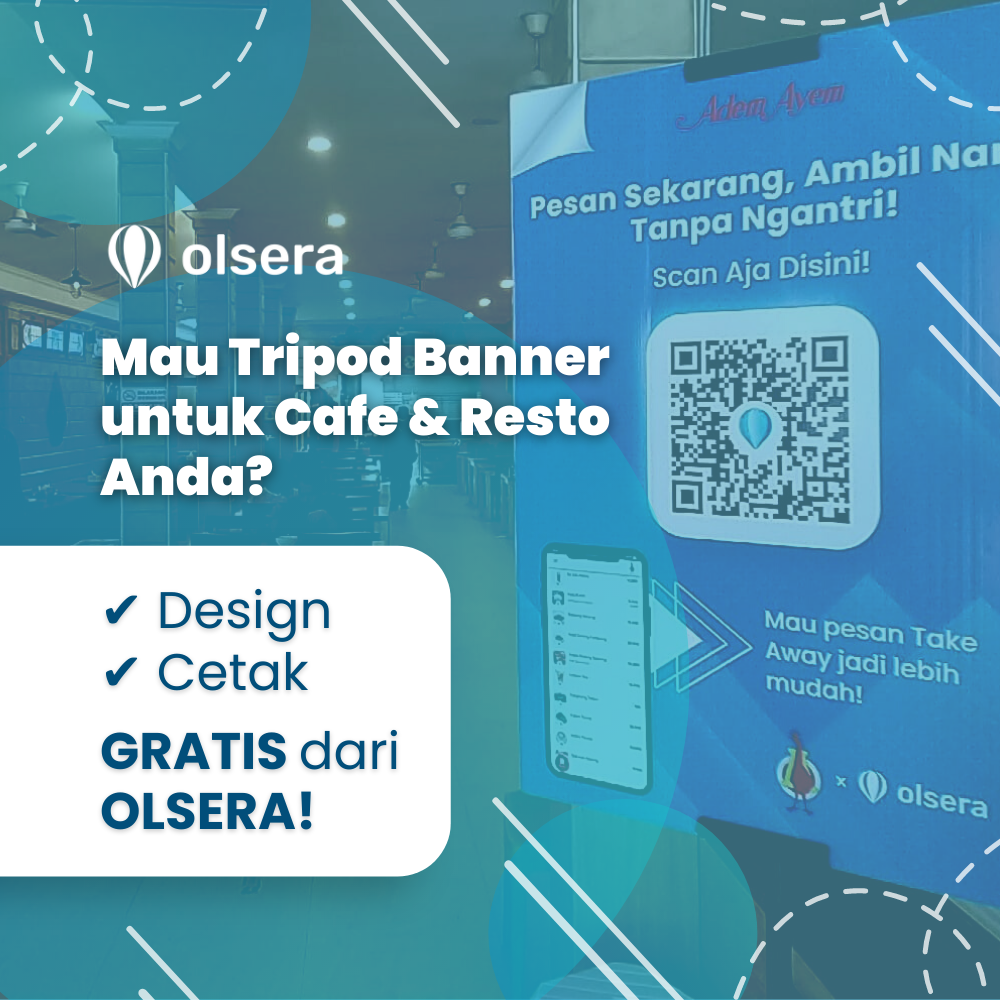 olsera
Mau Tripod Banner
untuk Cafe & Resto
Anda?
✔ Design
✔ Cetak
GRATIS dari
OLSERA!
Adem Ayem
Pesan Sekarang, Ambil Nan
Tanpa Ngantri!
Scan Aja Disini!
Mau pesan Take
Away jadi lebih
mudah!
x olsera